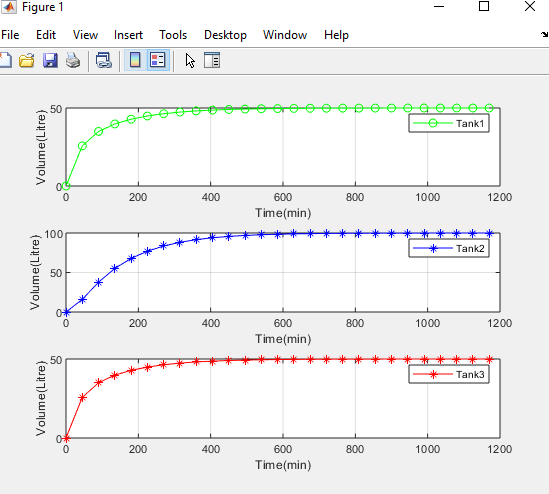 Figure 1
File Edit View Insert Tools Desktop Window Help
50
0
Volume(Litre)
Tank1
0 200 400 600 800 1000 1200
Time(min)
100
50
0
Volume(Litre)
Tank2
0 200 400 600 800 1000 1200
Time(min)
50
0
Volume(Litre)
Tank3
0 200 400 600 800 1000 1200
Time(min)